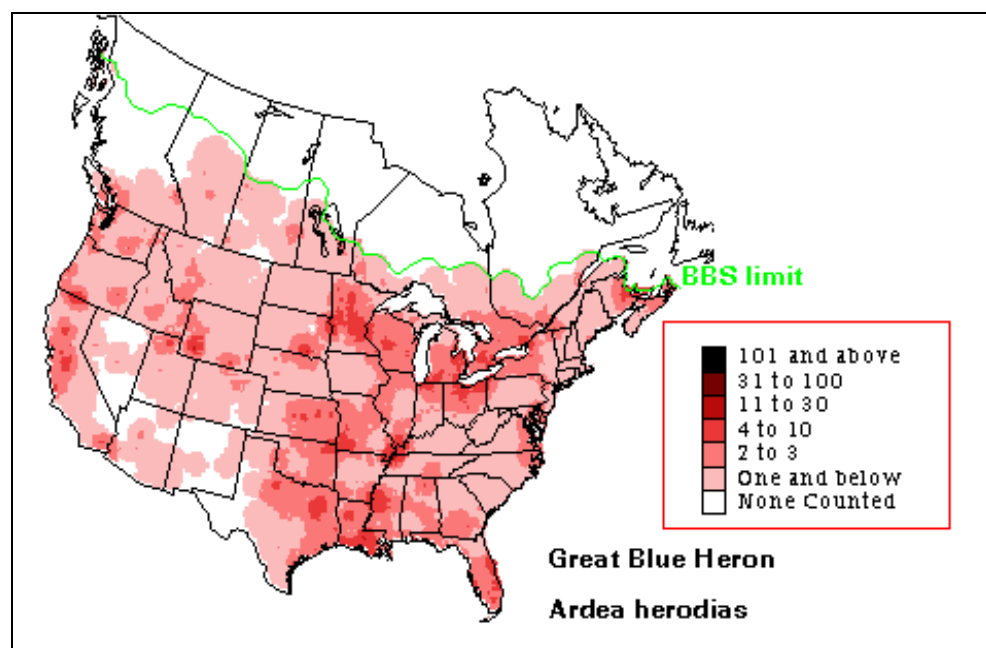 BBS limit
101 and above
31 to 100
11 to 30
4 to 10
2 to 3
One and below
None Counted
Great Blue Heron
Ardea herodias